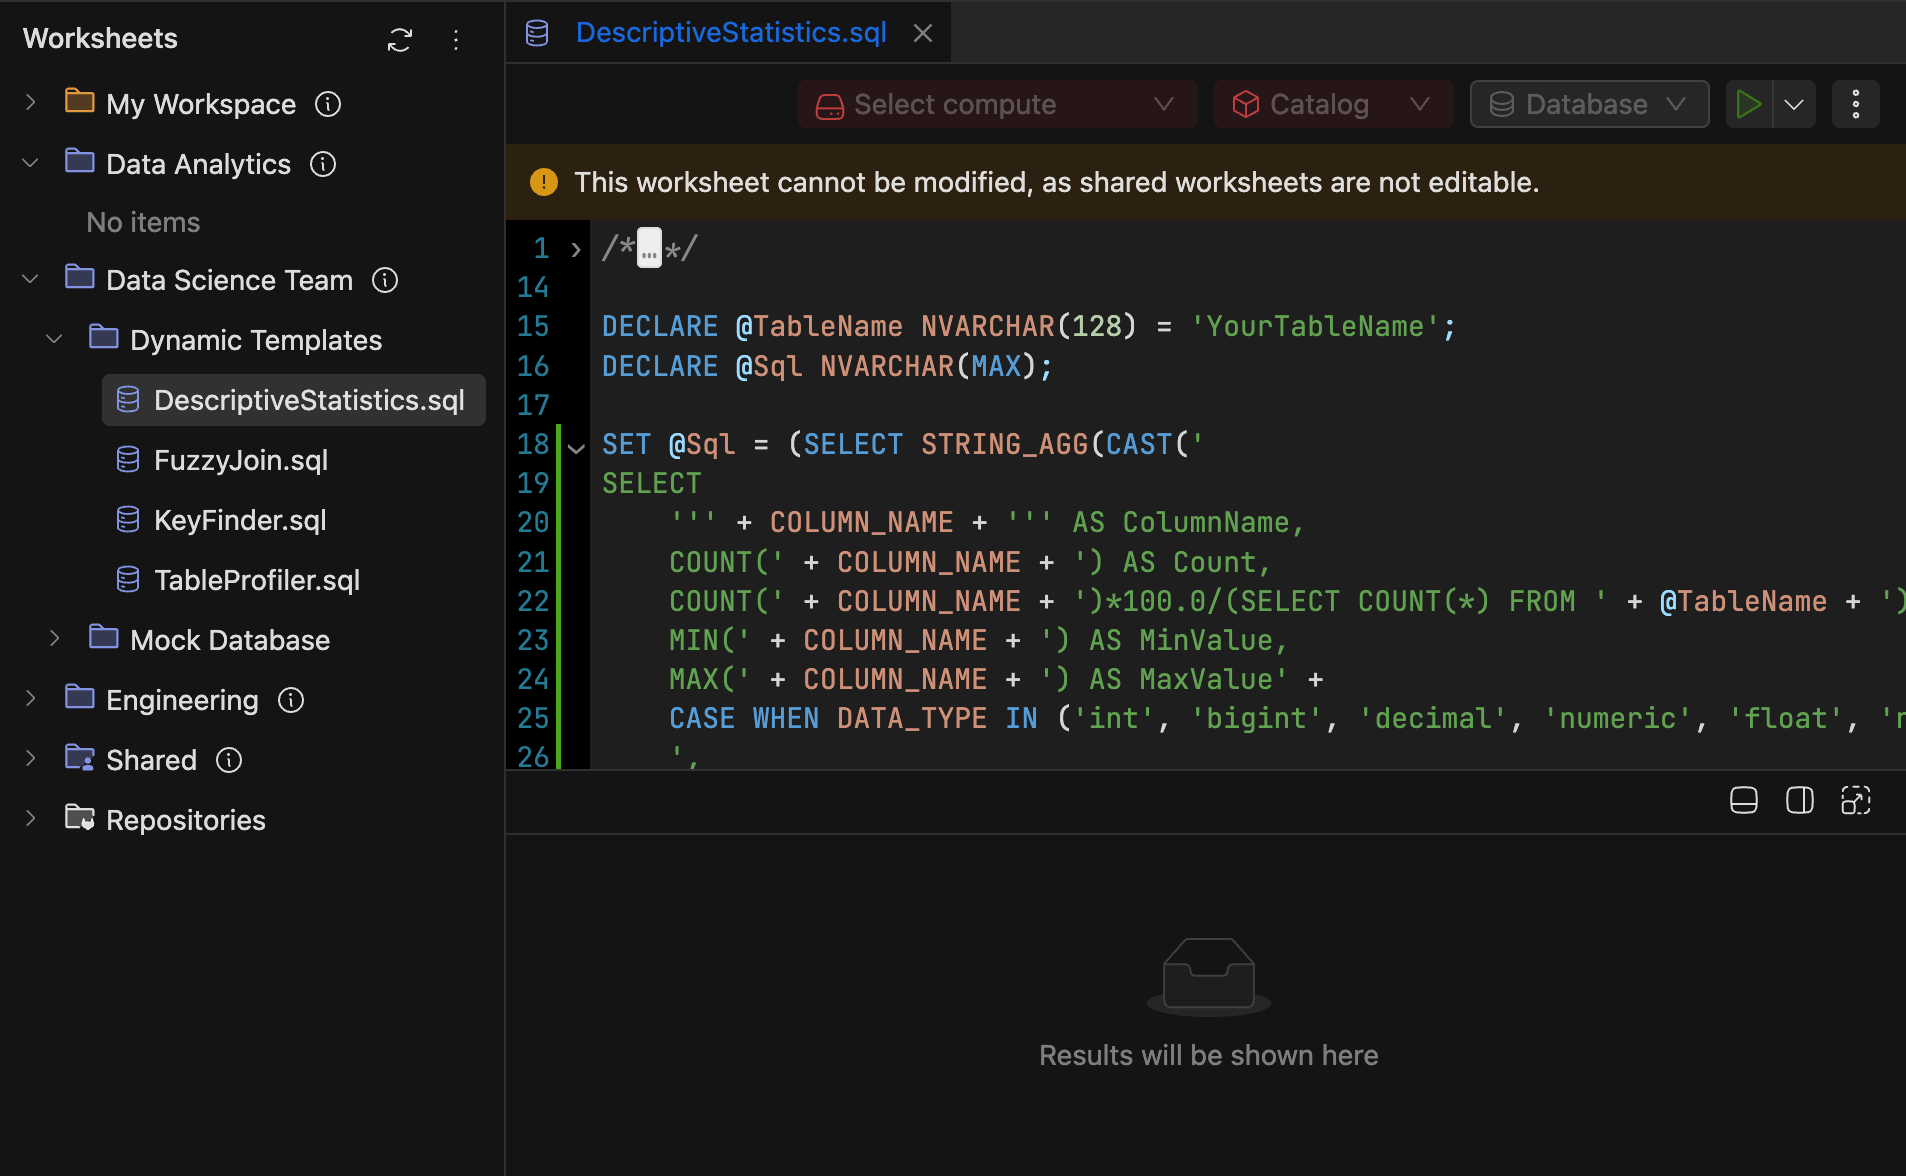 Worksheets
My Workspace
Data Analytics
No items
Data Science Team
Dynamic Templates
DescriptiveStatistics.sql
FuzzyJoin.sql
KeyFinder.sql
TableProfiler.sql
Mock Database
Engineering
Shared
Repositories
DescriptiveStatistics.sql
Select compute
Catalog
Database
This worksheet cannot be modified, as shared worksheets are not editable.
1 /*…*/
14
15 DECLARE @TableName NVARCHAR(128) = 'YourTableName';
16 DECLARE @Sql NVARCHAR(MAX);
17
18 SET @Sql = (SELECT STRING_AGG(CAST('
19 SELECT
20 ''' + COLUMN_NAME + ''' AS ColumnName,
21 COUNT(' + COLUMN_NAME + ') AS Count,
22 COUNT(' + COLUMN_NAME + ')*100.0/(SELECT COUNT(*) FROM ' + @TableName + ')
23 MIN(' + COLUMN_NAME + ') AS MinValue,
24 MAX(' + COLUMN_NAME + ') AS MaxValue' +
25 CASE WHEN DATA_TYPE IN ('int', 'bigint', 'decimal', 'numeric', 'float', '
26 ',
Results will be shown here